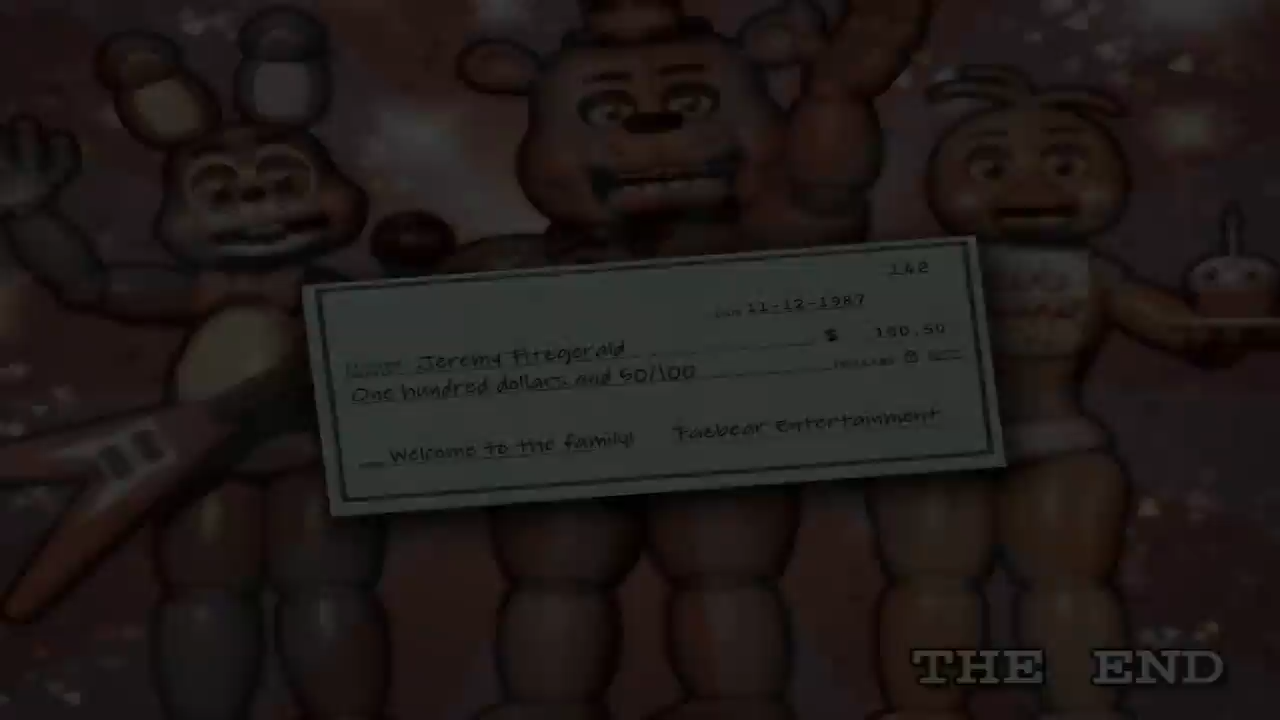 142
11-12-1987
Jeremy Fitzgerald $ 100.50
One hundred dollars and 50/100
Welcome to the family! Fazbear Entertainment
THE END